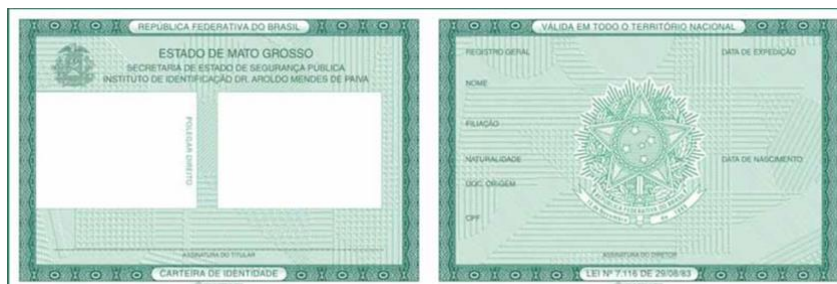 REPÚBLICA FEDERATIVA DO BRASIL
ESTADO DE MATO GROSSO
SECRETARIA DE ESTADO DE SEGURANÇA PÚBLICA
INSTITUTO DE IDENTIFICAÇÃO DR. AROLDO MENDES DE PAIVA
POLEGAR DIREITO
ASSINATURA DO TITULAR
CARTEIRA DE IDENTIDADE
VÁLIDA EM TODO O TERRITÓRIO NACIONAL
REGISTRO GERAL
DATA DE EXPEDIÇÃO
NOME
FILIAÇÃO
NATURALIDADE
DATA DE NASCIMENTO
DOC. ORIGEM
CPF
ASSINATURA DO DIRETOR
LEI Nº 7.116 DE 29/08/83